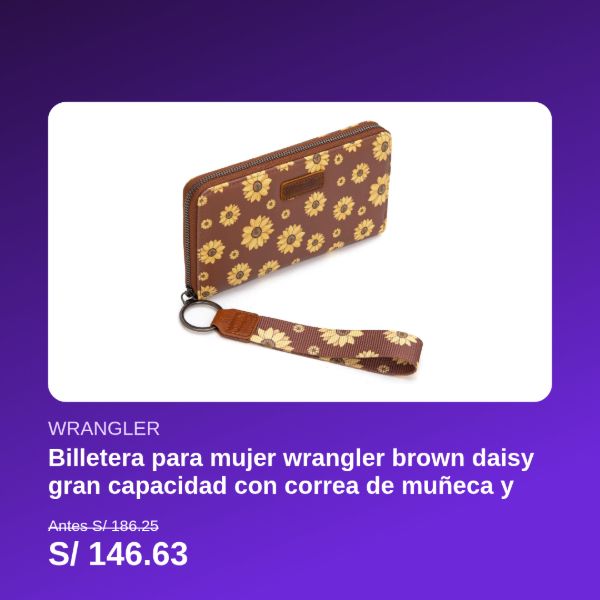 WRANGLER
Billetera para mujer wrangler brown daisy
gran capacidad con correa de muñeca y
Antes S/ 186.25
S/ 146.63